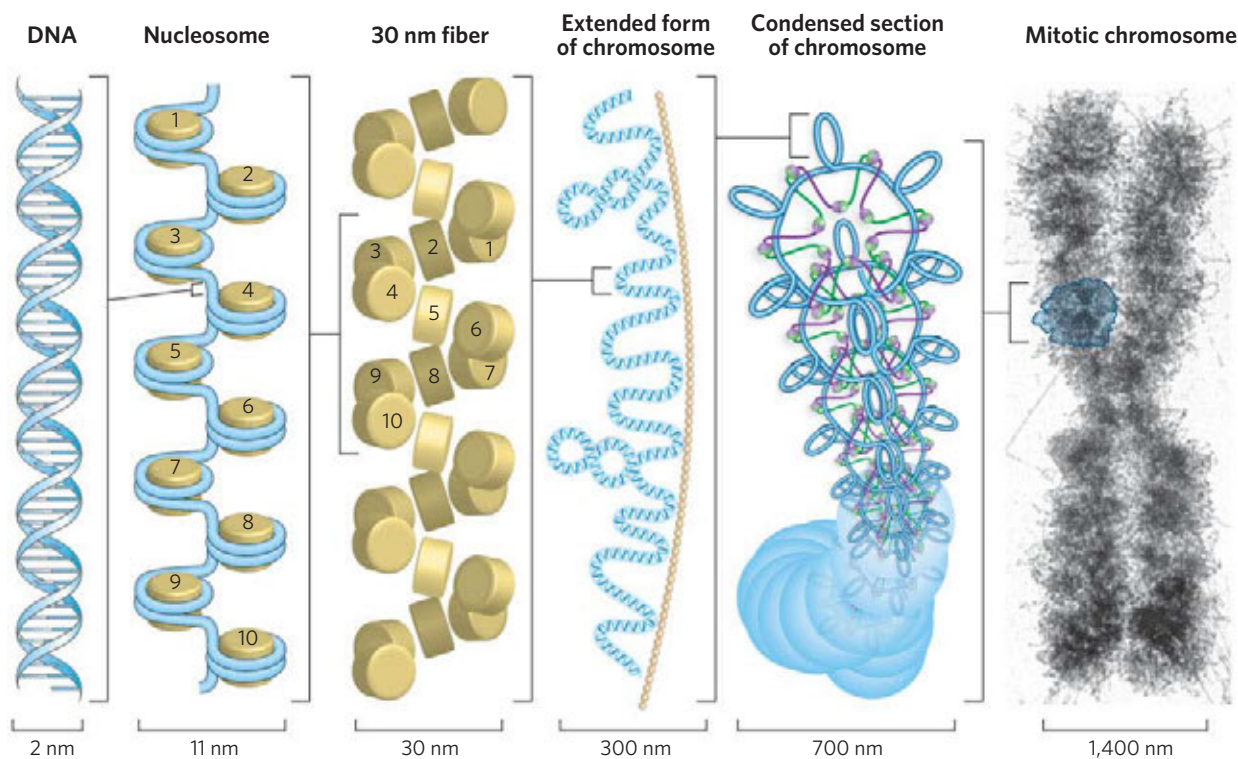 DNA
Nucleosome
30 nm fiber
Extended form
of chromosome
Condensed section
of chromosome
Mitotic chromosome
1
2
3
4
5
6
7
8
9
10
3
2
1
4
5
6
9
8
7
10
2 nm
11 nm
30 nm
300 nm
700 nm
1,400 nm